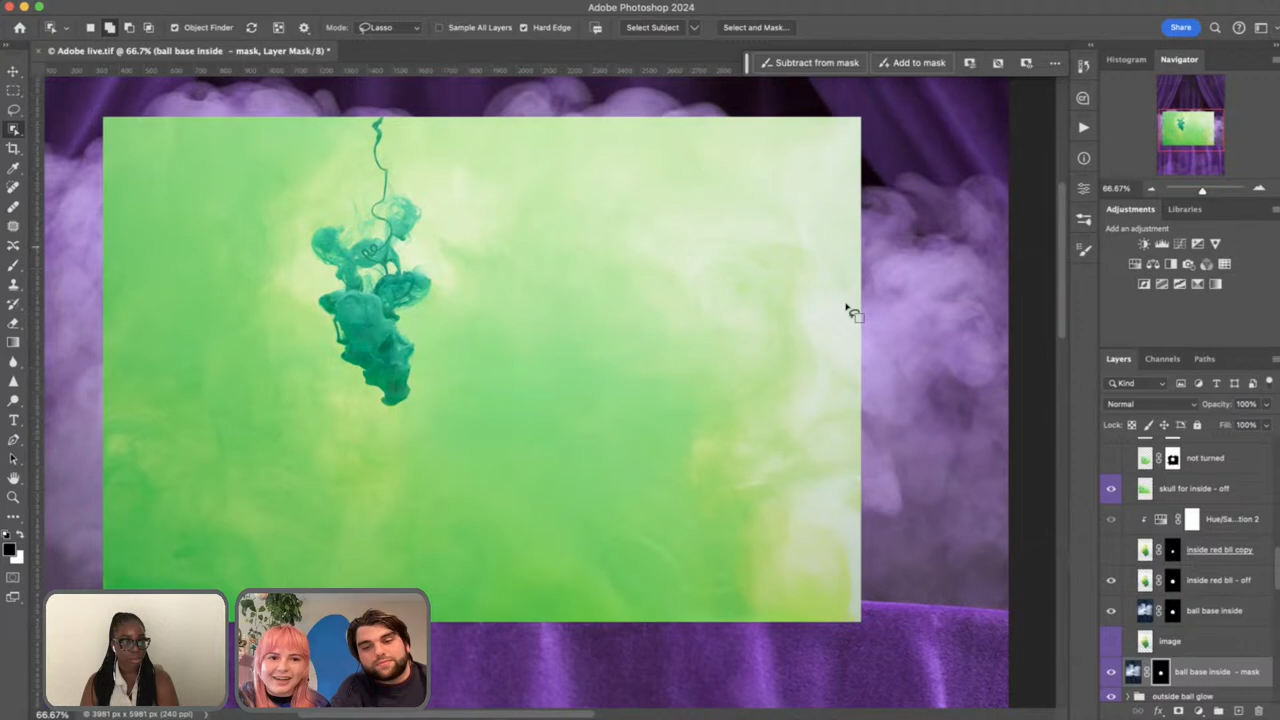 Adobe Photoshop 2024
Object Finder
Mode: Lasso
Sample All Layers
Hard Edge
Select Subject
Select and Mask...
Share
× © Adobe live.tif @ 66.7% (ball base inside - mask, Layer Mask/8) *
Subtract from mask
Add to mask
Histogram
Navigator
66.67%
Adjustments
Libraries
Add an adjustment
Layers
Channels
Paths
Kind
Normal
Opacity: 100%
Lock:
Fill: 100%
not turned
skull for inside - off
Hue/Sa...tion 2
inside red bll copy
inside red bll - off
ball base inside
image
ball base inside - mask
outside ball glow
66.67%
3981 px x 5981 px (240 ppi)